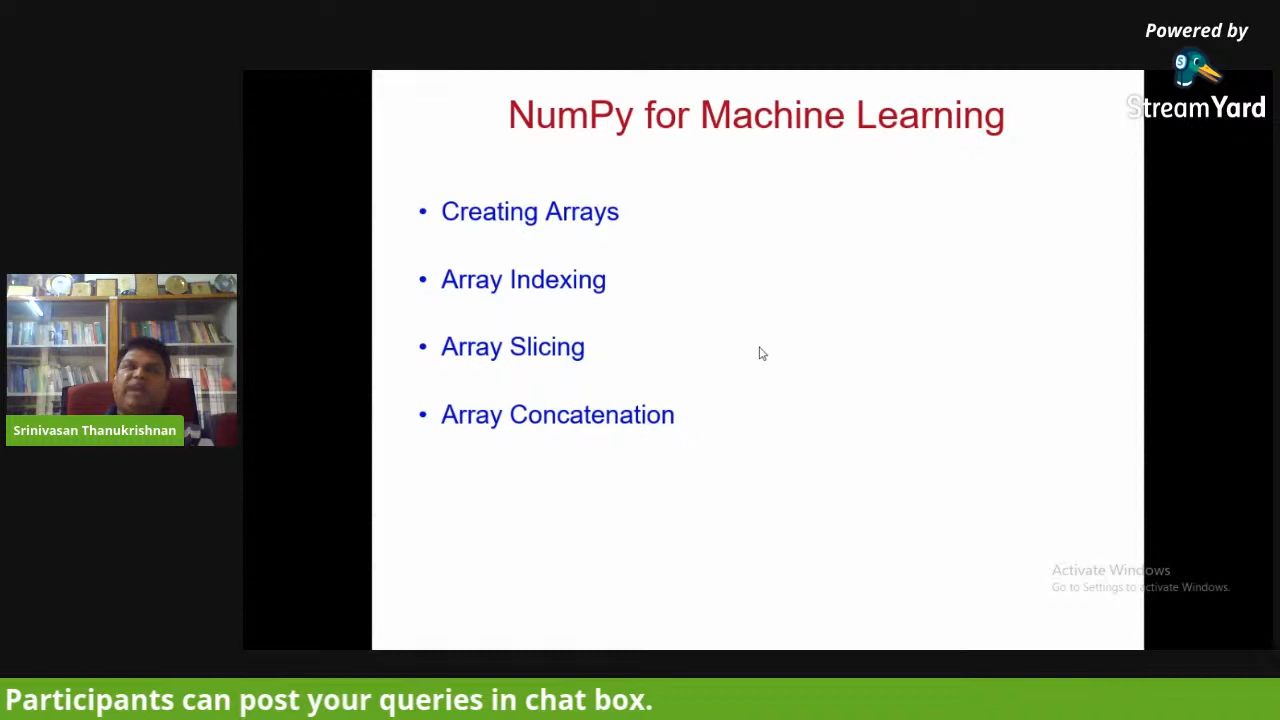 Powered by
StreamYard
NumPy for Machine Learning
• Creating Arrays
• Array Indexing
• Array Slicing
• Array Concatenation
Srinivasan Thanukrishnan
Activate Windows
Go to Settings to activate Windows.
Participants can post your queries in chat box.